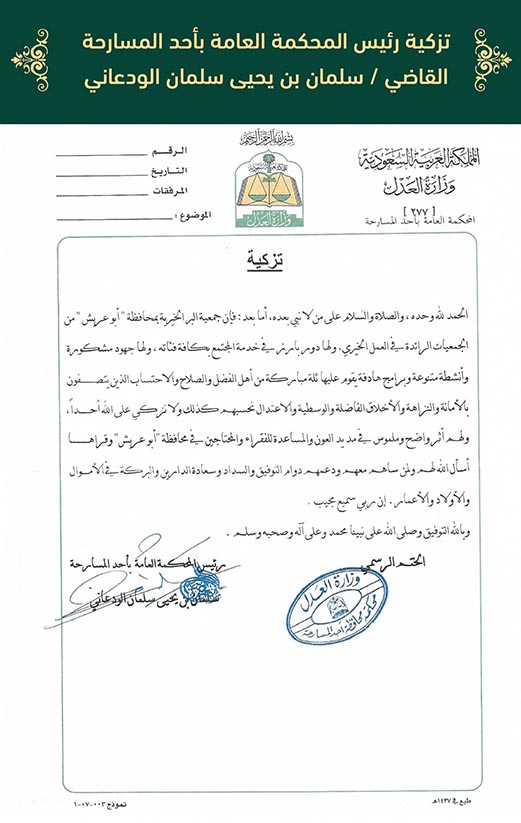 تزكية رئيس المحكمة العامة بأحد المسارحة
القاضي / سلمان بن يحيى سلمان الودعاني
بسم الله الرحمن الرحيم
المملكة العربية السعودية
وزارة العدل
[ ٢٧٧ ]
المحكمة العامة بأحد المسارحة
وزارة العدل
الرقم
التاريخ
المرفقات
الموضوع :
تزكية
الحمد لله وحده ، والصلاة والسلام على من لا نبي بعده، أما بعد : فإن جمعية البر الخيرية بمحافظة "أبو عريش" من
الجمعيات الرائدة في العمل الخيري. ولها دور بارز في خدمة المجتمع بكافة فئاته ، ولها جهود مشكورة
وأنشطة متنوعة وبرامج هادفة يقوم عليها ثلة مباركة من أهل الفضل والصلاح والاحتساب الذين يتصفون
بالأمانة والنزاهة والأخلاق الفاضلة والوسطية والاعتدال نحسبهم كذلك ولا نزكي على الله أحداً ،
ولهم أثر واضح وملموس في مد يد العون والمساعدة للفقراء والمحتاجين في محافظة "أبو عريش" وقراها
أسأل الله لهم ولمن ساهم معهم ودعمهم دوام التوفيق والسداد وسعادة الدارين والبركة في الأموال
والأولاد والأعمار . إن ربي سميع مجيب .
وبالله التوفيق وصلى الله على نبينا محمد وعلى آله وصحبه وسلم .
الختم الرسمي
رئيس المحكمة العامة بأحد المسارحة
سلمان بن يحيى سلمان الودعاني
وزارة العدل
محكمة محافظة أحد المسارحة
طبع في ١٤٣٧هـ
نموذج ٠٠٣-٠٧-١